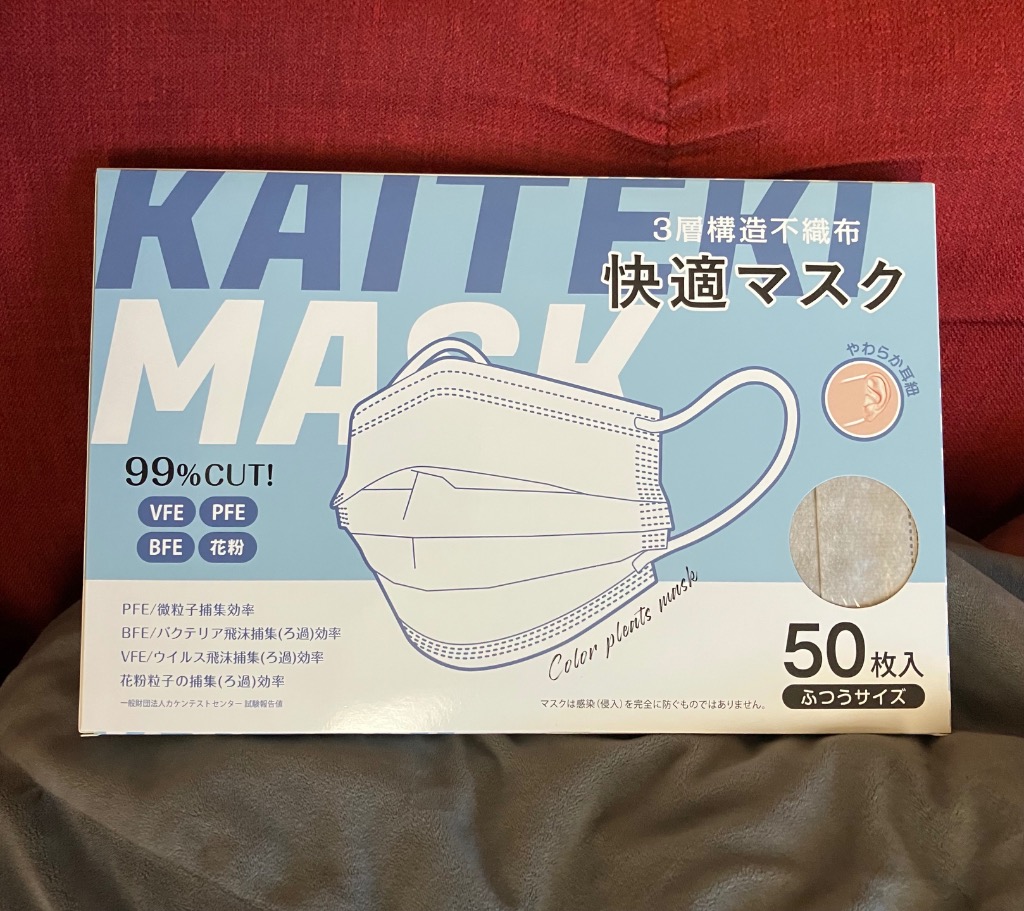 KAITEKI
MASK
3層構造不織布
快適マスク
やわらか耳紐
99%CUT!
VFE PFE
BFE 花粉
PFE/微粒子捕集効率
BFE/バクテリア飛沫捕集(ろ過)効率
VFE/ウイルス飛沫捕集(ろ過)効率
花粉粒子の捕集(ろ過)効率
一般財団法人カケンテストセンター 試験報告値
Color pleats mask
マスクは感染(侵入)を完全に防ぐものではありません。
50枚入
ふつうサイズ